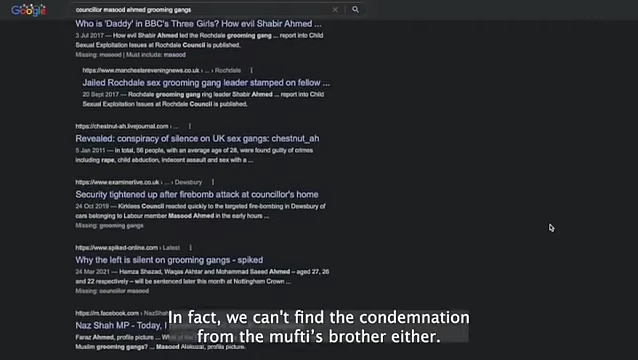 Google
councillor masood ahmed grooming gangs
Who is 'Daddy' in BBC's Three Girls? How evil Shabir Ahmed ...
3 Jul 2017 — How evil Shabir Ahmed led the Rochdale grooming gang ... report into Child
Sexual Exploitation Issues at Rochdale Council is published.
Missing: masood | Must include: masood
https://www.manchestereveningnews.co.uk › ... › Rochdale
Jailed Rochdale sex grooming gang leader stamped on fellow ...
20 Sept 2017 — Rochdale grooming gang ring leader Shabir Ahmed ... report into Child
Sexual Exploitation Issues at Rochdale Council is published.
https://chestnut-ah.livejournal.com › ...
Revealed: conspiracy of silence on UK sex gangs: chestnut_ah
5 Jan 2011 — In total, 56 people, with an average age of 28, were found guilty of crimes
including rape, child abduction, indecent assault and sex with a ...
https://www.examinerlive.co.uk › ... › Dewsbury
Security tightened up after firebomb attack at councillor's home
24 Oct 2019 — Kirklees Council reacted quickly to the targeted fire-bombing in Dewsbury of
cars belonging to Labour member Masood Ahmed in the early hours ...
Missing: grooming gangs
https://www.spiked-online.com › Latest
Why the left is silent on grooming gangs - spiked
24 Mar 2021 — Hamza Shazad, Waqas Akhtar and Mohammad Saeed Ahmed – aged 27, 26
and 22 respectively – will be sentenced later this month at Nottingham Crown ...
Missing: councillor masood
https://m.facebook.com › NazShah
Naz Shah MP - Today, I
Faraz Ahmed, profile picture ...
Muslim grooming gangs? ... Masood
profile picture.
In fact, we can't find the condemnation
from the mufti's brother either.